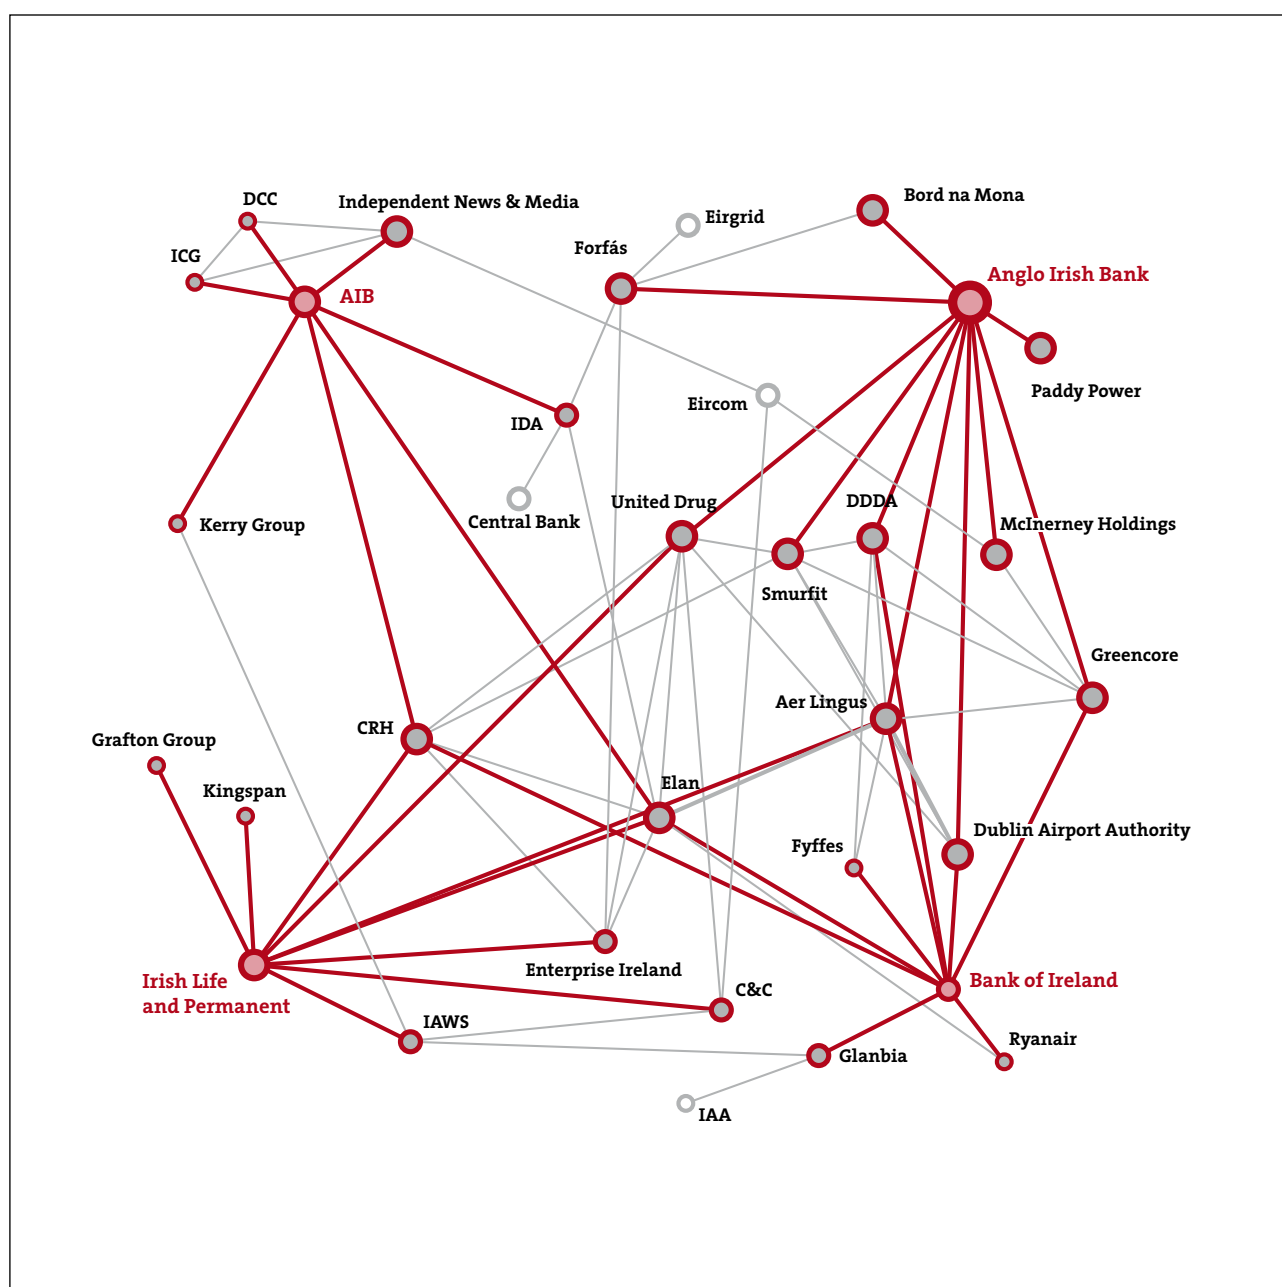 DCC
Independent News & Media
Bord na Mona
Eirgrid
Forfás
ICG
Anglo Irish Bank
AIB
Paddy Power
Eircom
IDA
United Drug
DDDA
Central Bank
Kerry Group
McInerney Holdings
Smurfit
Greencore
Aer Lingus
CRH
Grafton Group
Elan
Kingspan
Dublin Airport Authority
Fyffes
Enterprise Ireland
Irish Life
and Permanent
Bank of Ireland
C&C
IAWS
Ryanair
Glanbia
IAA